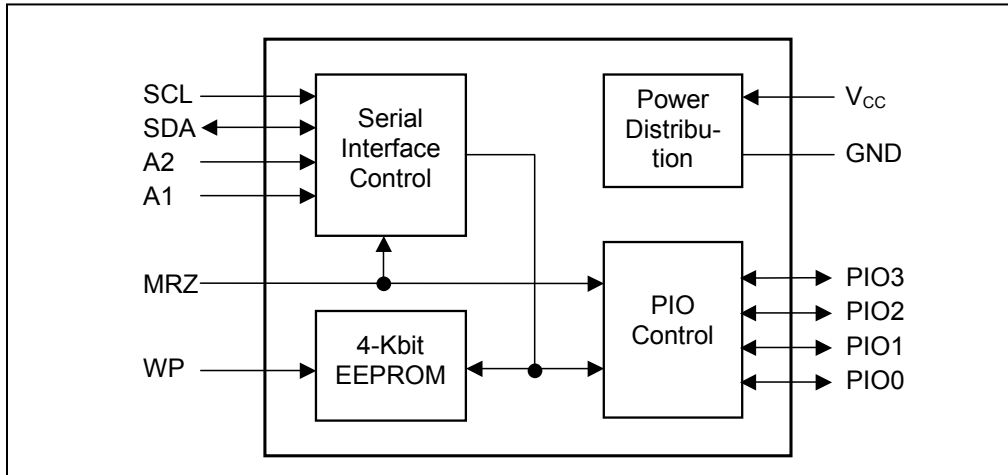 SCL
SDA
A2
A1
MRZ
WP
Serial
Interface
Control
4-Kbit
EEPROM
Power
Distribu-
tion
PIO
Control
VCC
GND
PIO3
PIO2
PIO1
PIO0